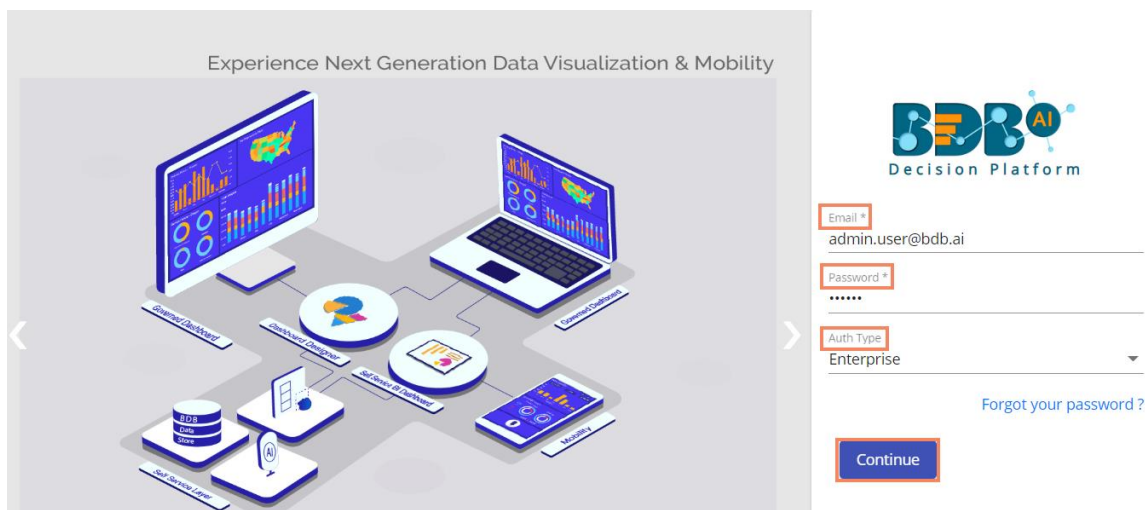 Experience Next Generation Data Visualization & Mobility
Governed Dashboard
Dashboard Designer
Self Service BI Dashboard
Governed Dashboard
Mobility
BDB
Data
Store
AI
Self Service Layer
BDB AI
Decision Platform
Email *
admin.user@bdb.ai
Password *
••••••
Auth Type
Enterprise
Forgot your password ?
Continue